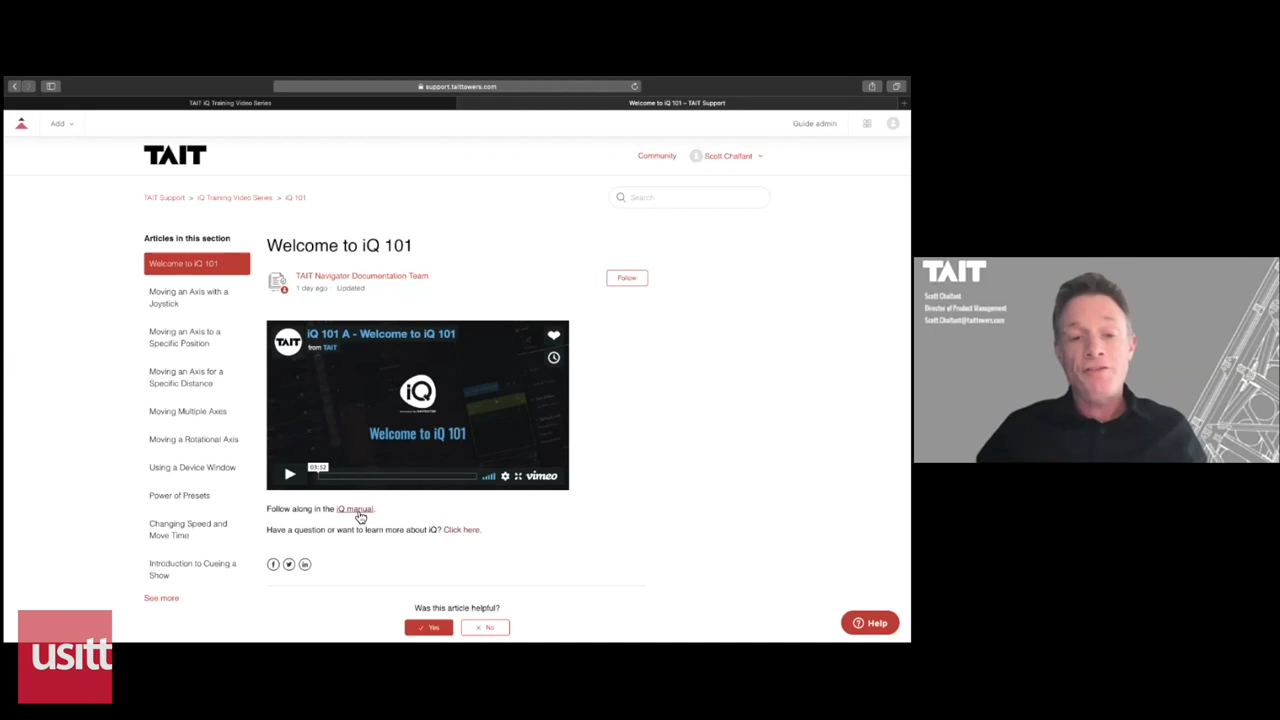 support.taittowers.com
TAIT iQ Training Video Series
Welcome to iQ 101 – TAIT Support
Add
Guide admin
TAIT
Community
Scott Chalfant
TAIT Support > iQ Training Video Series > iQ 101
Search
Articles in this section
Welcome to iQ 101
Moving an Axis with a
Joystick
Moving an Axis to a
Specific Position
Moving an Axis for a
Specific Distance
Moving Multiple Axes
Moving a Rotational Axis
Using a Device Window
Power of Presets
Changing Speed and
Move Time
Introduction to Cueing a
Show
See more
Welcome to iQ 101
TAIT Navigator Documentation Team
1 day ago · Updated
Follow
TAIT
iQ 101 A - Welcome to iQ 101
from TAIT
iQ
Welcome to iQ 101
03:52
vimeo
Follow along in the iQ manual.
Have a question or want to learn more about iQ? Click here.
Was this article helpful?
Yes
No
Help
TAIT
Scott Chalfant
Director of Product Management
Scott.Chalfant@taittowers.com
usitt